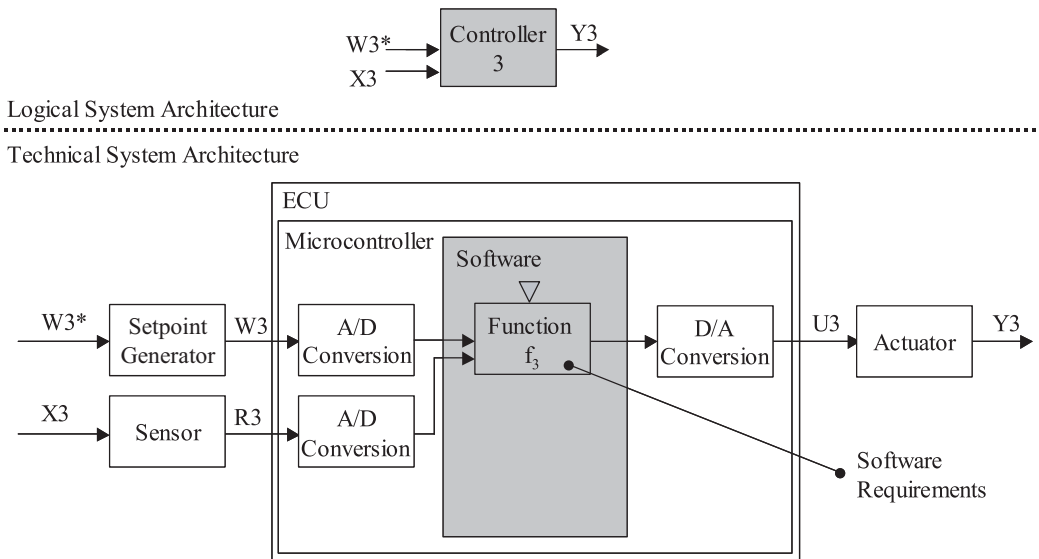 W3*
X3
Controller
3
Y3
Logical System Architecture
Technical System Architecture
ECU
Microcontroller
Software
W3*
Setpoint
Generator
W3
A/D
Conversion
Function
f3
D/A
Conversion
U3
Actuator
Y3
X3
Sensor
R3
A/D
Conversion
Software
Requirements